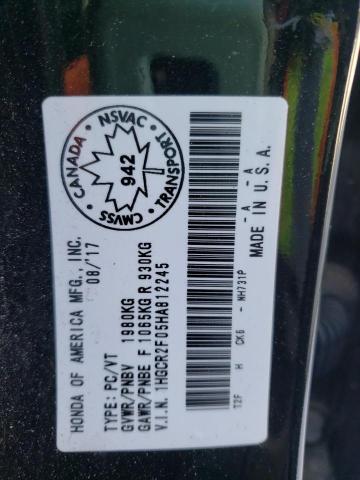 HONDA OF AMERICA MFG., INC.
08/'17
TYPE: PC/VT
GVWR/PNBV 1980KG
GAWR/PNBE F 1065KG R 930KG
V.I.N. 1HGCR2F05HA812245
CANADA
NSVAC
TRANSPORT
CMVSS
942
T2F H CK6 - NH731P
- A - A
MADE IN U.S.A.